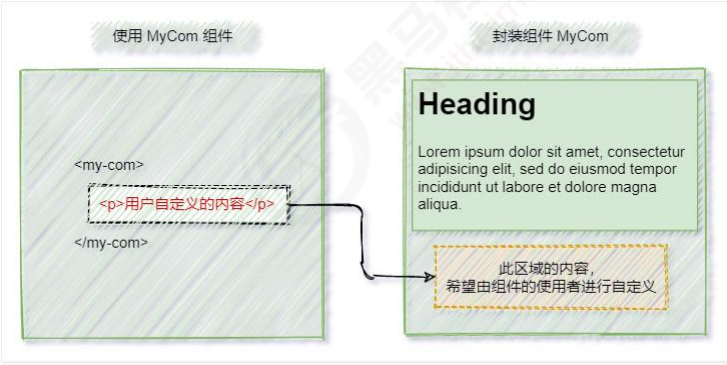 使用 MyCom 组件
封装组件 MyCom
<my-com>
<p>用户自定义的内容</p>
</my-com>
Heading
Lorem ipsum dolor sit amet, consectetur
adipisicing elit, sed do eiusmod tempor
incididunt ut labore et dolore magna
aliqua.
此区域的内容，
希望由组件的使用者进行自定义